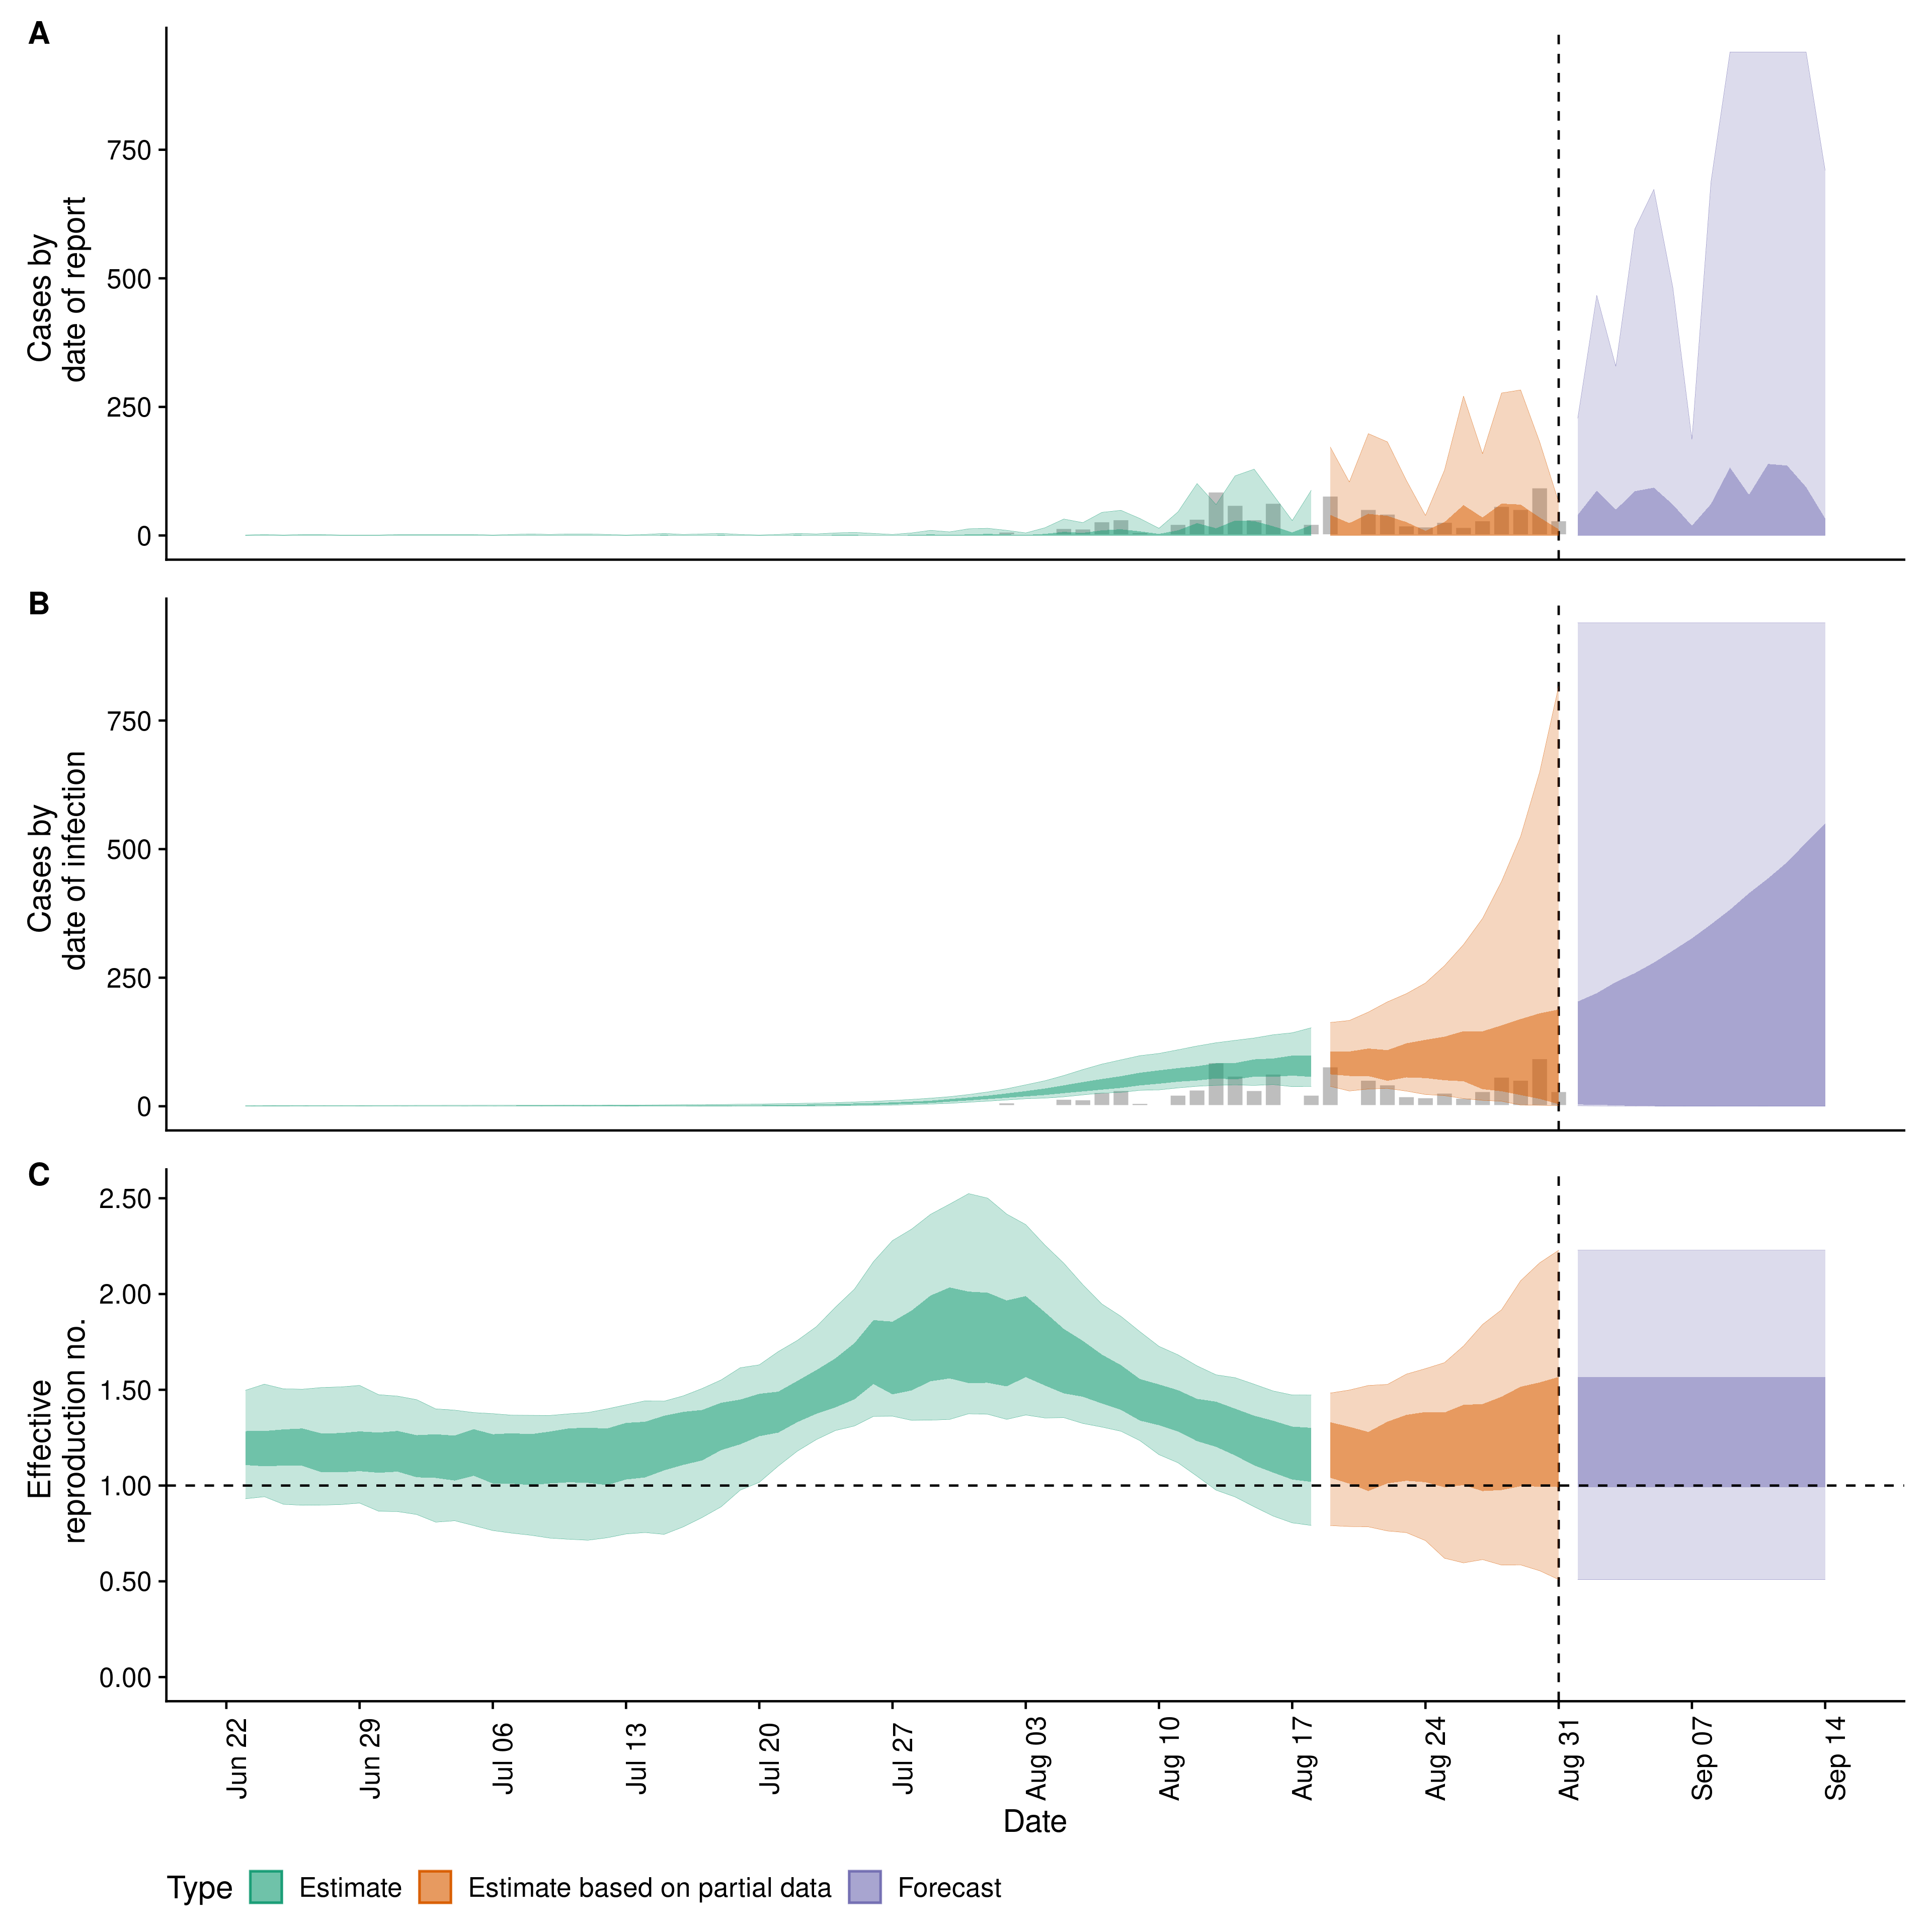 A
Cases by
date of report
750
500
250
0
B
Cases by
date of infection
750
500
250
0
C
Effective
reproduction no.
2.50
2.00
1.50
1.00
0.50
0.00
Jun 22
Jun 29
Jul 06
Jul 13
Jul 20
Jul 27
Aug 03
Aug 10
Aug 17
Aug 24
Aug 31
Sep 07
Sep 14
Date
Type Estimate Estimate based on partial data Forecast